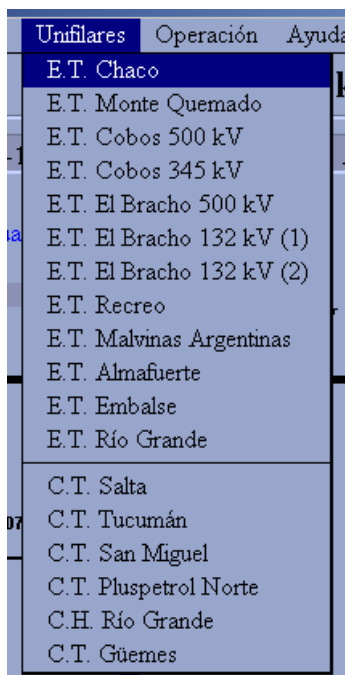 Unifilares Operación Ayuda
E.T. Chaco
E.T. Monte Quemado
E.T. Cobos 500 kV
E.T. Cobos 345 kV
E.T. El Bracho 500 kV
E.T. El Bracho 132 kV (1)
E.T. El Bracho 132 kV (2)
E.T. Recreo
E.T. Malvinas Argentinas
E.T. Almafuerte
E.T. Embalse
E.T. Río Grande
C.T. Salta
C.T. Tucumán
C.T. San Miguel
C.T. Pluspetrol Norte
C.H. Río Grande
C.T. Güemes